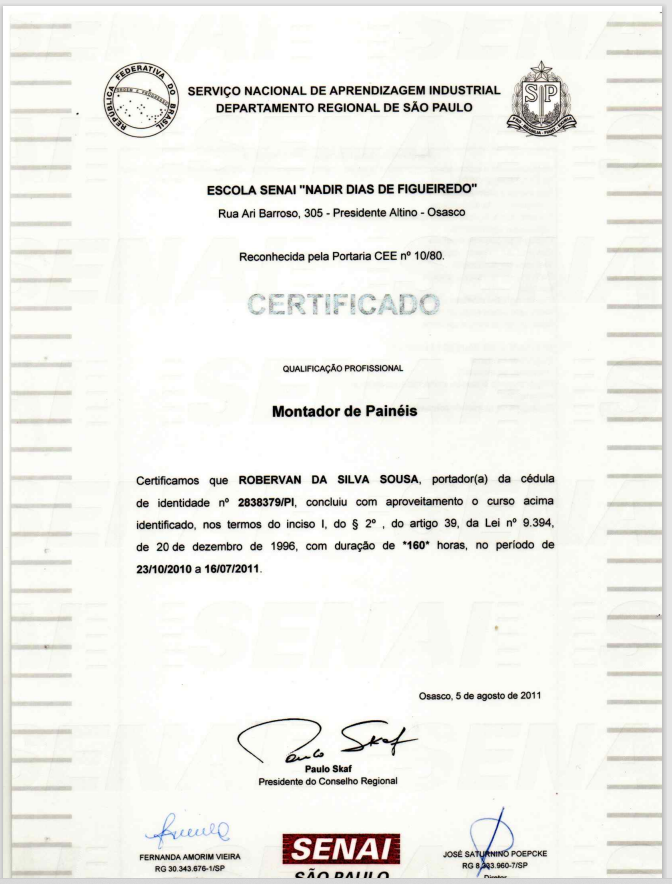 REPÚBLICA FEDERATIVA DO BRASIL
ORDEM E PROGRESSO
SP
SERVIÇO NACIONAL DE APRENDIZAGEM INDUSTRIAL
DEPARTAMENTO REGIONAL DE SÃO PAULO
ESCOLA SENAI "NADIR DIAS DE FIGUEIREDO"
Rua Ari Barroso, 305 - Presidente Altino - Osasco
Reconhecida pela Portaria CEE nº 10/80.
CERTIFICADO
QUALIFICAÇÃO PROFISSIONAL
Montador de Painéis
Certificamos que ROBERVAN DA SILVA SOUSA, portador(a) da cédula
de identidade nº 2838379/PI, concluiu com aproveitamento o curso acima
identificado, nos termos do inciso I, do § 2º , do artigo 39, da Lei nº 9.394,
de 20 de dezembro de 1996, com duração de *160* horas, no período de
23/10/2010 a 16/07/2011.
Osasco, 5 de agosto de 2011
Paulo Skaf
Paulo Skaf
Presidente do Conselho Regional
FERNANDA AMORIM VIEIRA
RG 30.343.676-1/SP
SENAI
SÃO PAULO
JOSÉ SATURNINO POEPCKE
RG 8.933.960-7/SP
Diretor